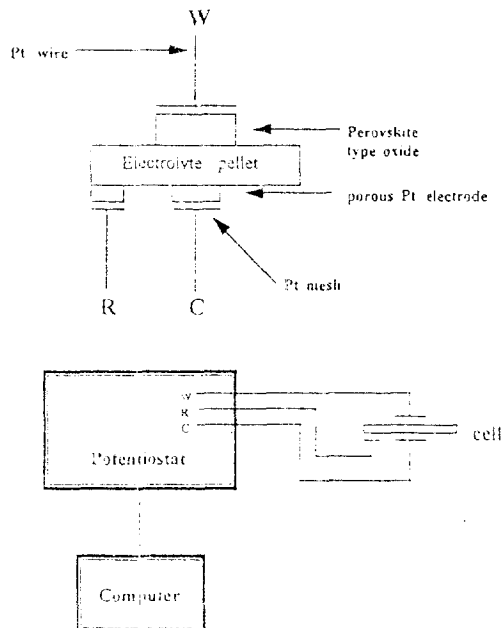 W
Pt wire
Perovskite
type oxide
Electrolyte pellet
porous Pt electrode
Pt mesh
R
C
W
R
C
Potentiostat
cell
Computer